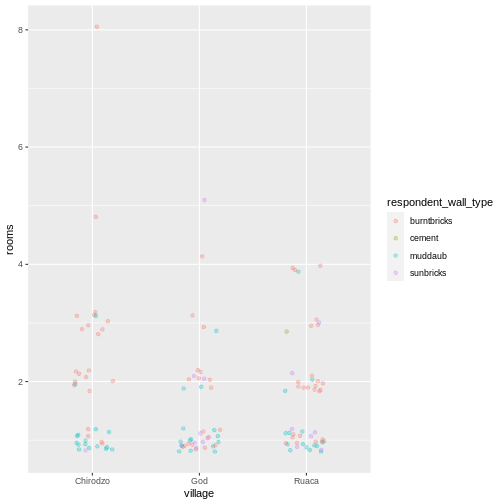 8
6
4
2
rooms
Chirodzo
God
Ruaca
village
respondent_wall_type
burntbricks
cement
muddaub
sunbricks